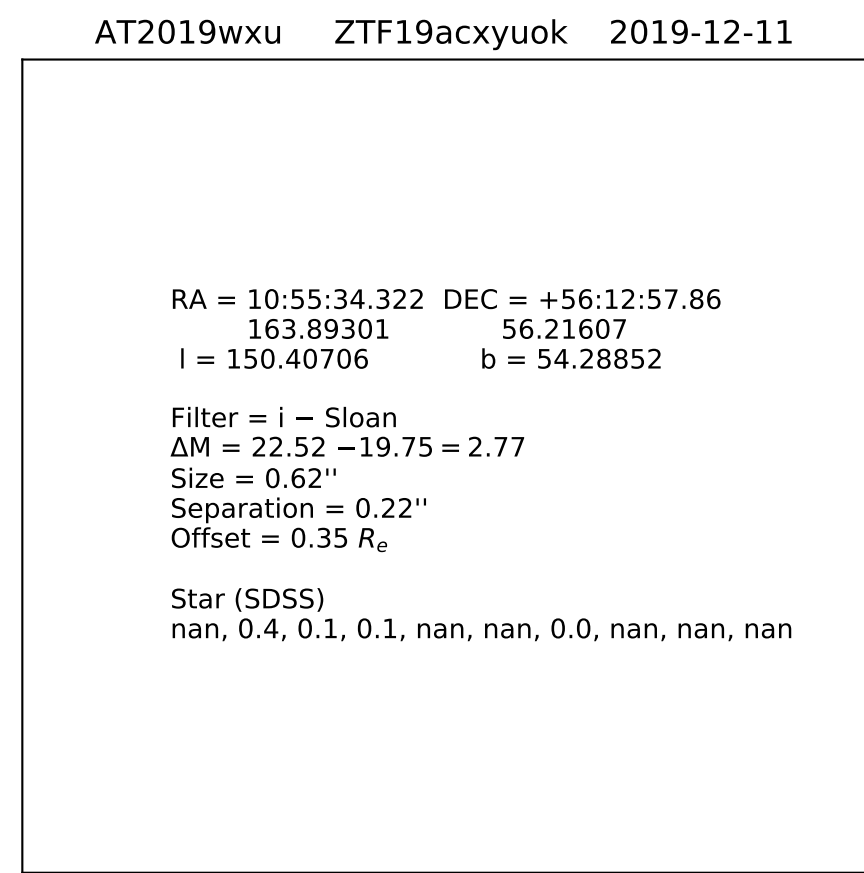 AT2019wxu ZTF19acxyuok 2019-12-11
RA = 10:55:34.322 DEC = +56:12:57.86
163.89301 56.21607
l = 150.40706 b = 54.28852
Filter = i − Sloan
ΔM = 22.52 −19.75 = 2.77
Size = 0.62''
Separation = 0.22''
Offset = 0.35 Re
Star (SDSS)
nan, 0.4, 0.1, 0.1, nan, nan, 0.0, nan, nan, nan